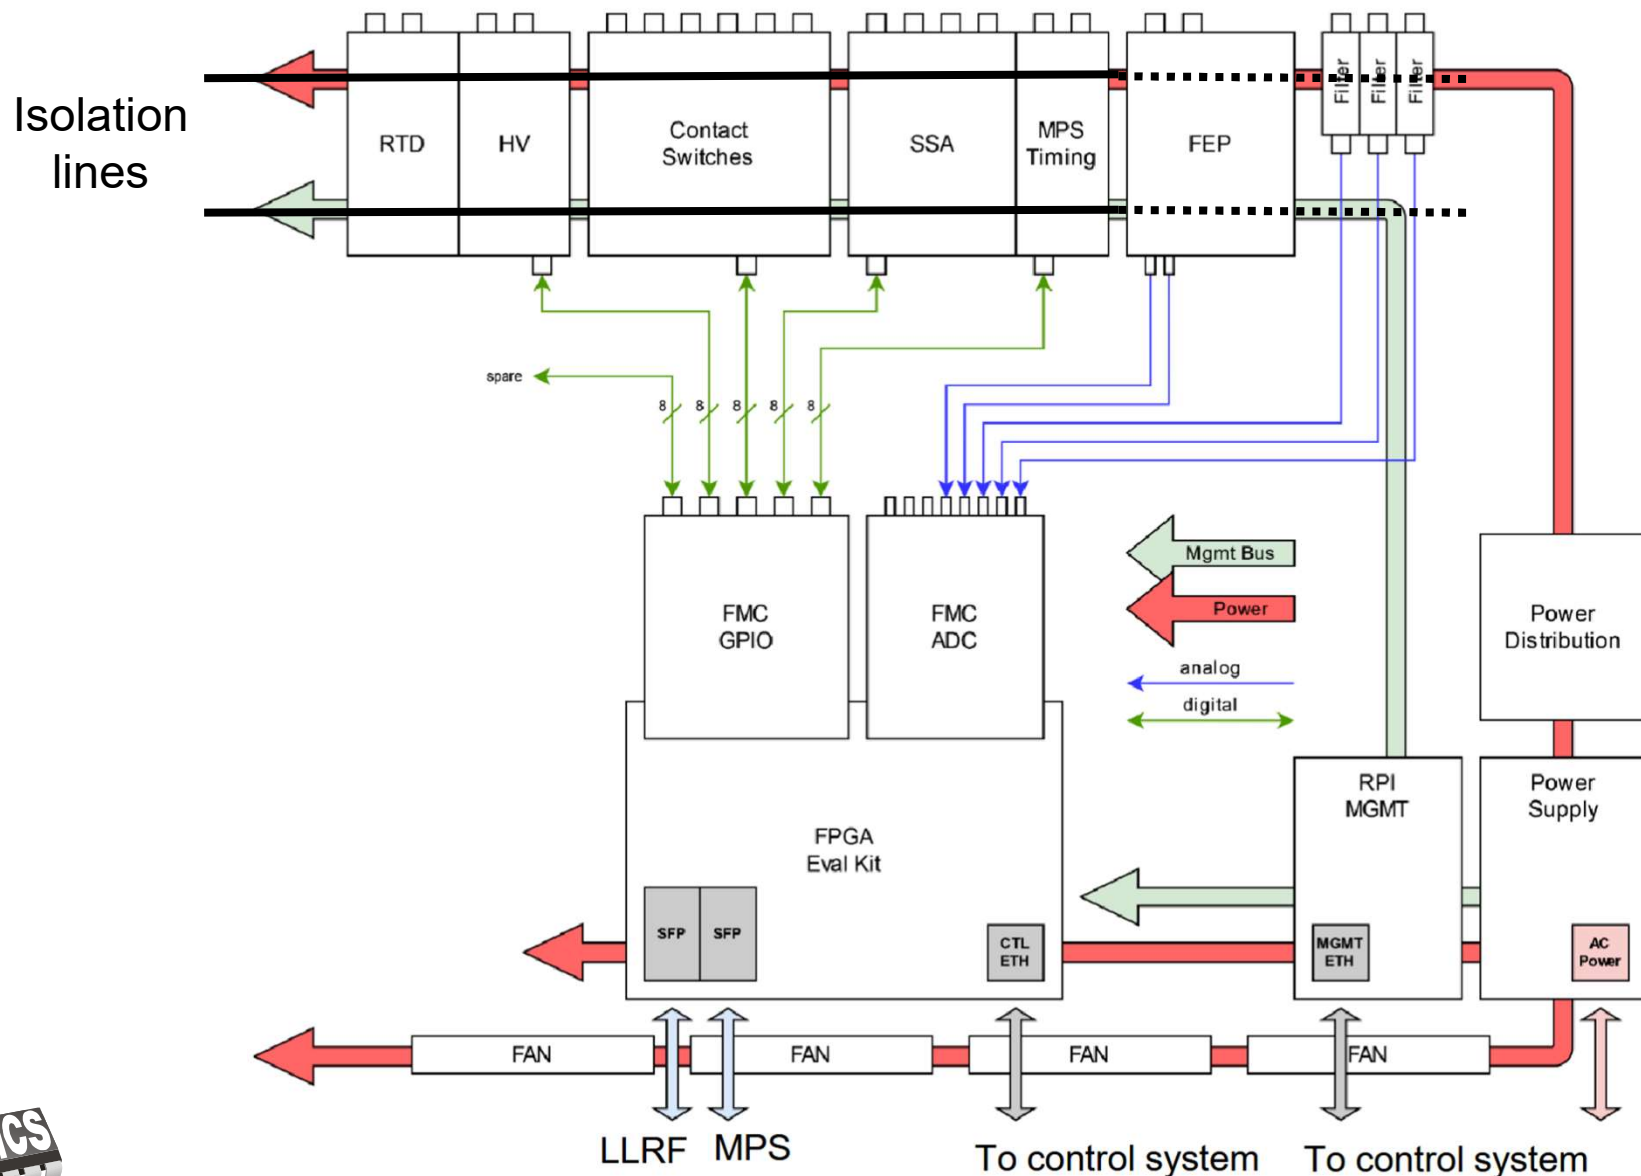 Isolation
lines
RTD
HV
Contact
Switches
SSA
MPS
Timing
FEP
Filter
Filter
Filter
spare
8
8
8
8
8
FMC
GPIO
FMC
ADC
Mgmt Bus
Power
analog
digital
Power
Distribution
RPI
MGMT
Power
Supply
FPGA
Eval Kit
SFP
SFP
CTL
ETH
MGMT
ETH
AC
Power
FAN
FAN
FAN
FAN
LLRF
MPS
To control system
To control system